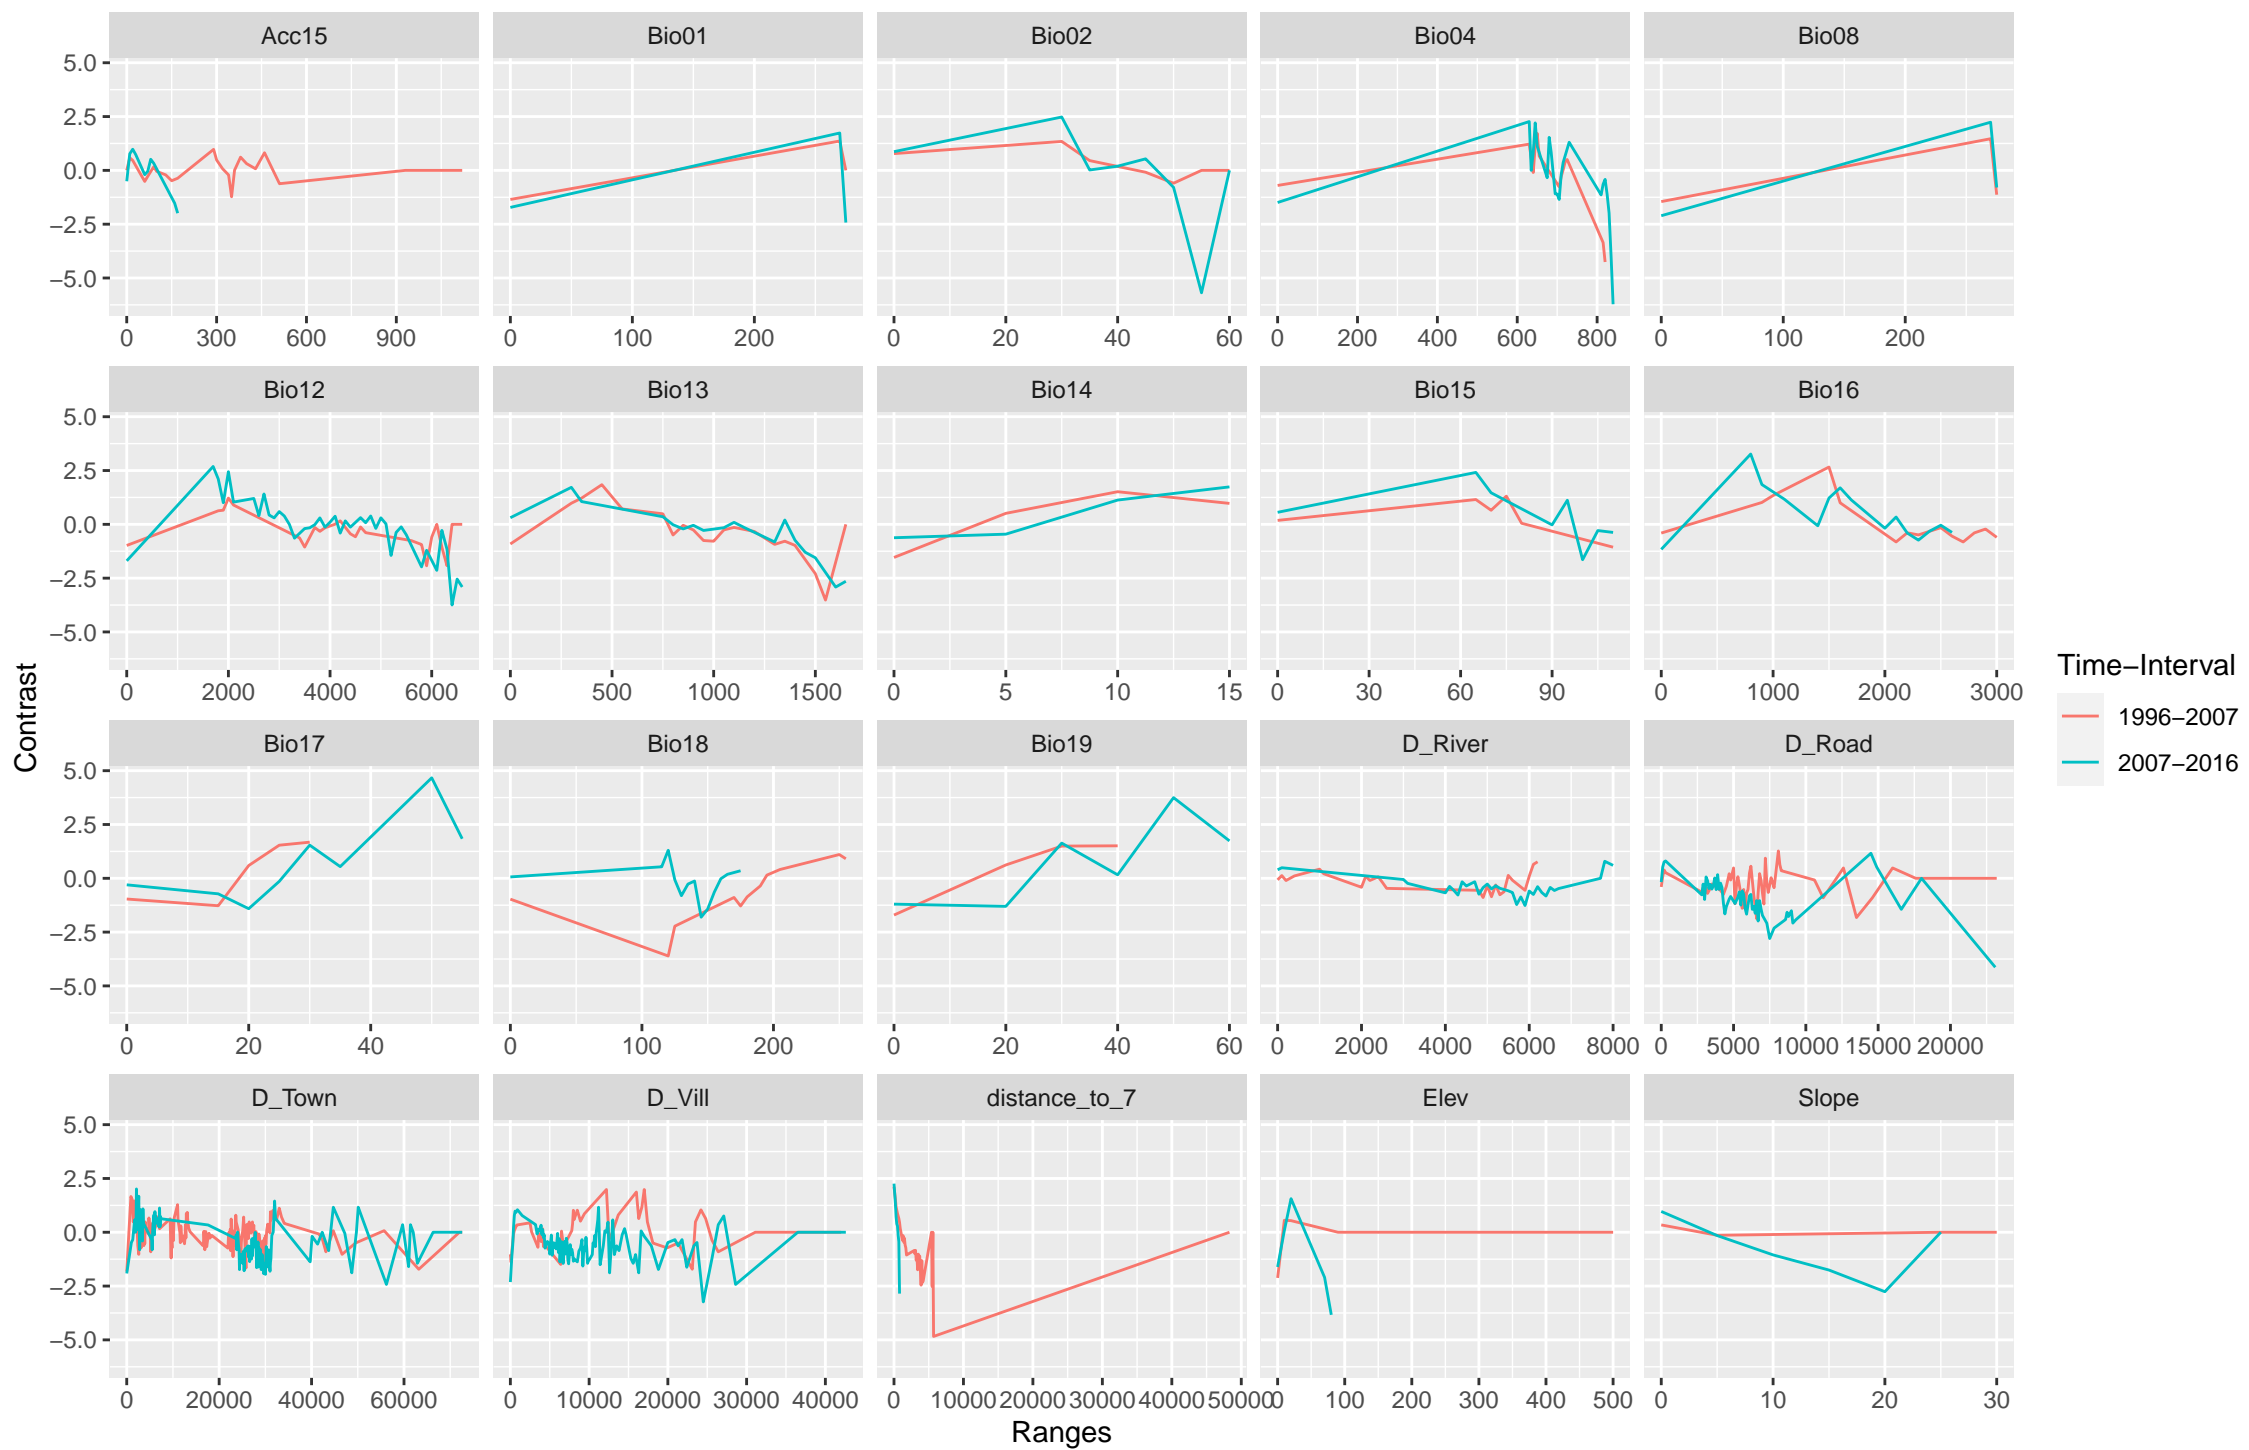 Acc15 Bio01 Bio02 Bio04 Bio08
5.0
2.5
0.0
−2.5
−5.0
0 300 600 900 0 100 200 0 20 40 60 0 200 400 600 800 0 100 200
Bio12 Bio13 Bio14 Bio15 Bio16
5.0
2.5
0.0
−2.5
−5.0
0 2000 4000 6000 0 500 1000 1500 0 5 10 15 0 30 60 90 0 1000 2000 3000
Bio17 Bio18 Bio19 D_River D_Road
5.0
2.5
0.0
−2.5
−5.0
0 20 40 0 100 200 0 20 40 60 0 2000 4000 6000 8000 0 5000 10000 15000 20000
D_Town D_Vill distance_to_7 Elev Slope
5.0
2.5
0.0
−2.5
−5.0
0 20000 40000 60000 0 10000 20000 30000 40000 0 10000 20000 30000 40000 50000 0 100 200 300 400 500 0 10 20 30
Ranges
Contrast
Time−Interval
1996−2007
2007−2016